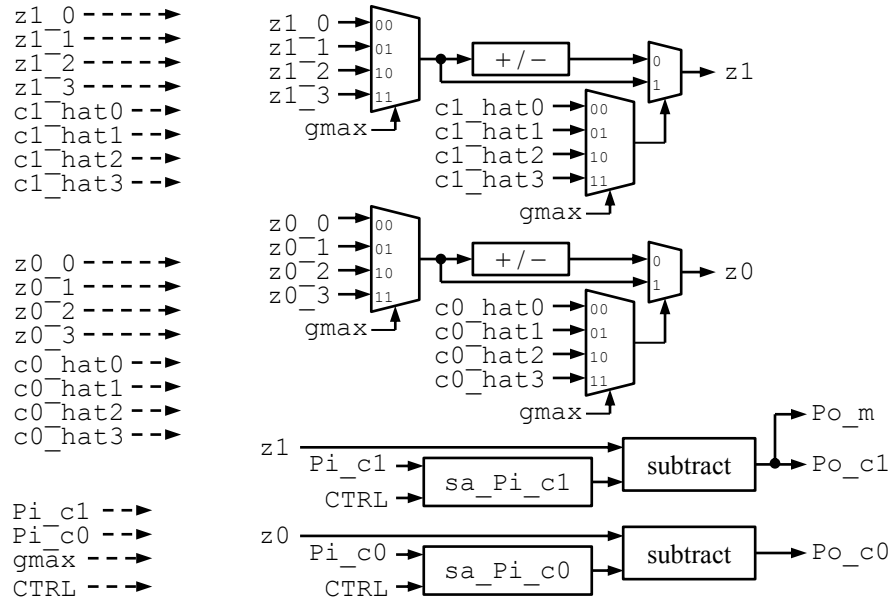 z1_0
z1_1
z1_2
z1_3
c1_hat0
c1_hat1
c1_hat2
c1_hat3
z0_0
z0_1
z0_2
z0_3
c0_hat0
c0_hat1
c0_hat2
c0_hat3
Pi_c1
Pi_c0
gmax
CTRL
z1_0 00
z1_1 01
z1_2 10
z1_3 11
gmax
+/−
0
1
z1
c1_hat0 00
c1_hat1 01
c1_hat2 10
c1_hat3 11
gmax
z0_0 00
z0_1 01
z0_2 10
z0_3 11
gmax
+/−
0
1
z0
c0_hat0 00
c0_hat1 01
c0_hat2 10
c0_hat3 11
gmax
z1
Pi_c1
CTRL
sa_Pi_c1
subtract
Po_m
Po_c1
z0
Pi_c0
CTRL
sa_Pi_c0
subtract
Po_c0